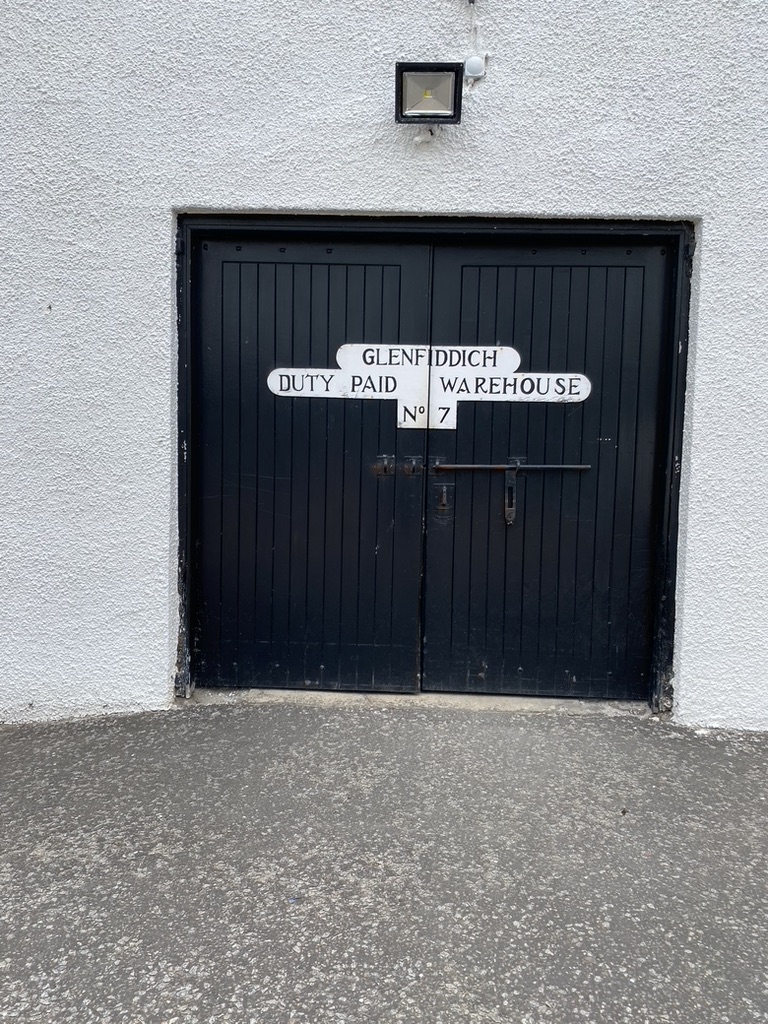 GLENFIDDICH
DUTY PAID WAREHOUSE
Nº 7